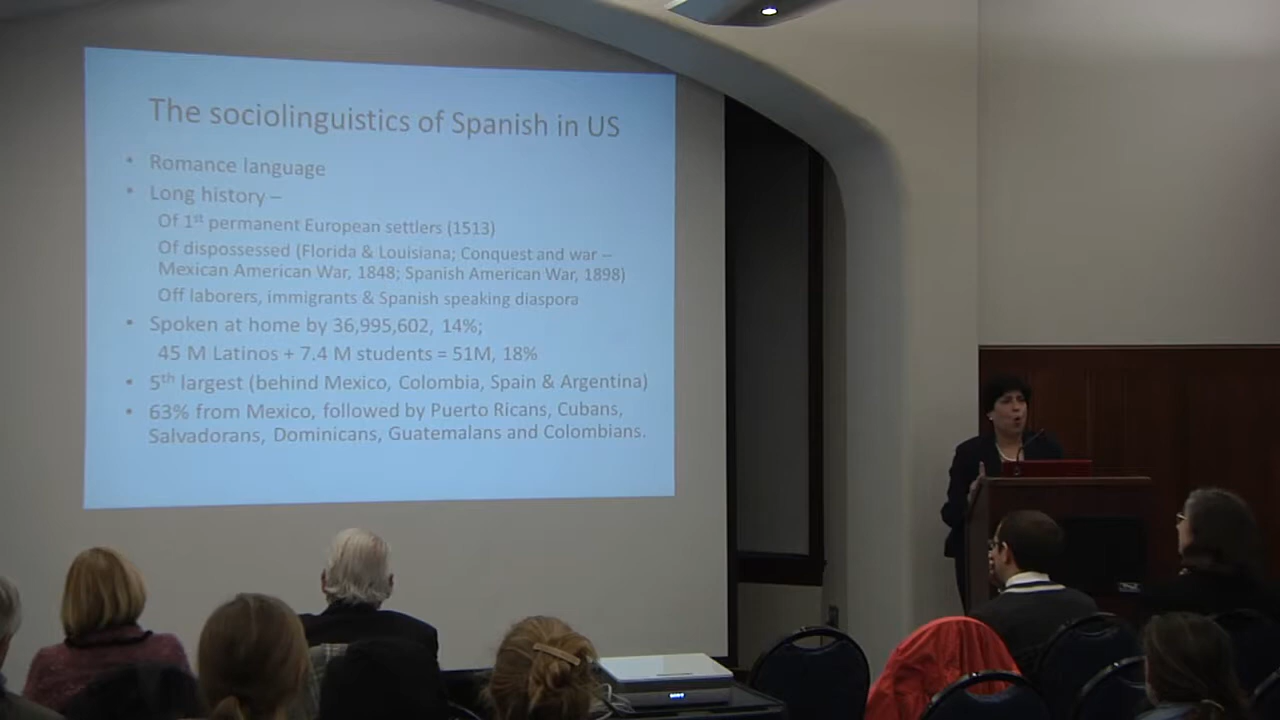 The sociolinguistics of Spanish in US
• Romance language
• Long history –
Of 1st permanent European settlers (1513)
Of dispossessed (Florida & Louisiana; Conquest and war –
Mexican American War, 1848; Spanish American War, 1898)
Off laborers, immigrants & Spanish speaking diaspora
• Spoken at home by 36,995,602, 14%;
45 M Latinos + 7.4 M students = 51M, 18%
• 5th largest (behind Mexico, Colombia, Spain & Argentina)
• 63% from Mexico, followed by Puerto Ricans, Cubans,
Salvadorans, Dominicans, Guatemalans and Colombians.